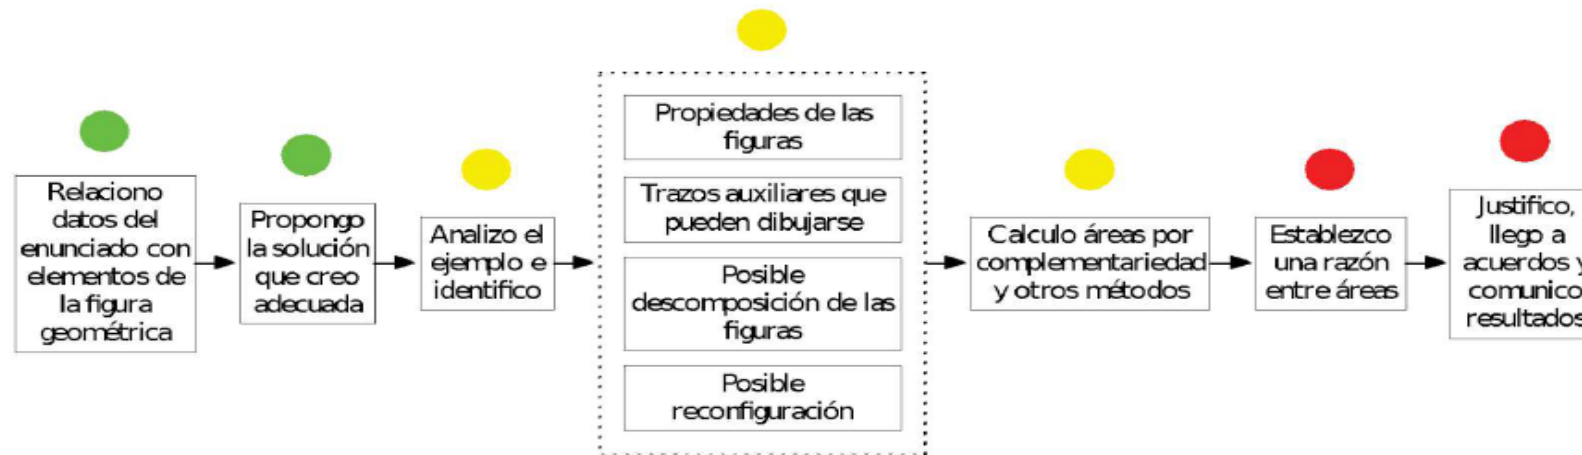 Relaciono
datos del
enunciado con
elementos de
la figura
geométrica
Propongo
la solución
que creo
adecuada
Analizo el
ejemplo e
identifico
Propiedades de las
figuras
Trazos auxiliares que
pueden dibujarse
Posible
descomposición de las
figuras
Posible
reconfiguración
Calculo áreas por
complementariedad
y otros métodos
Establezco
una razón
entre áreas
Justifico,
llego a
acuerdos y
comunico
resultados